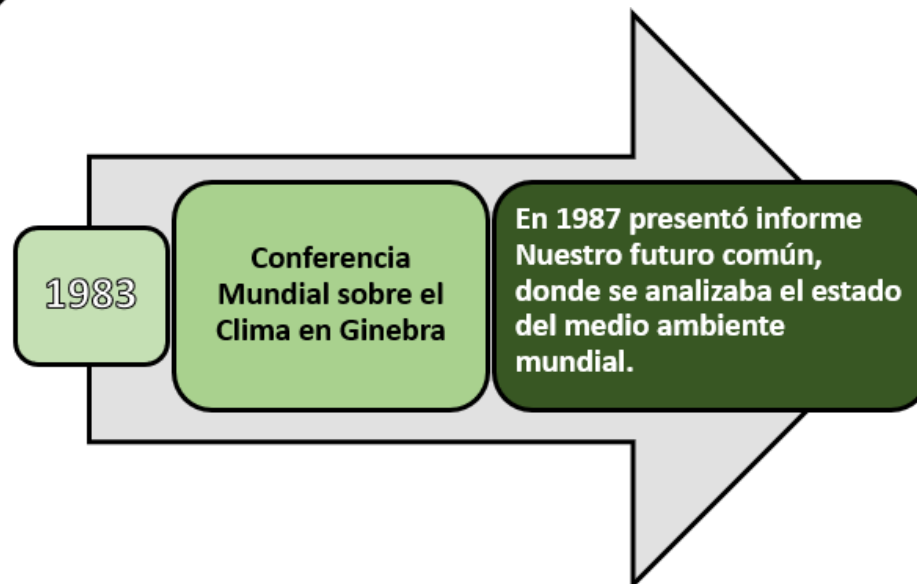 1983
Conferencia
Mundial sobre el
Clima en Ginebra
En 1987 presentó informe
Nuestro futuro común,
donde se analizaba el estado
del medio ambiente
mundial.